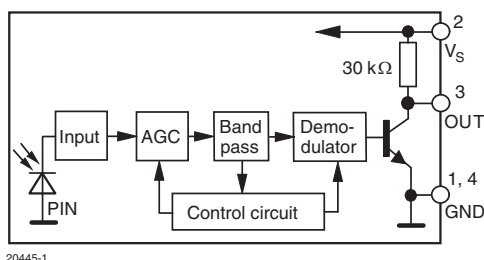 2
V_S
30 kΩ
3
OUT
Input
AGC
Band
pass
Demo-
dulator
1, 4
GND
PIN
Control circuit
20445-1